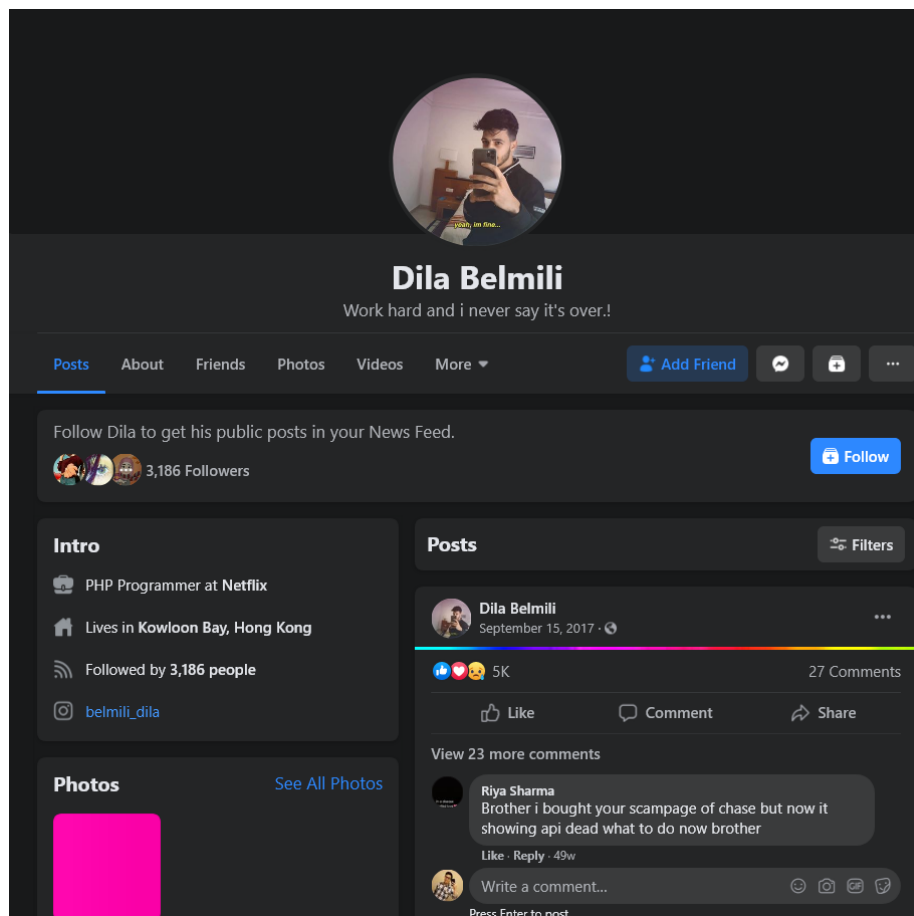 yeah, im fine...
Dila Belmili
Work hard and i never say it's over.!
Posts About Friends Photos Videos More Add Friend
Follow Dila to get his public posts in your News Feed.
3,186 Followers
Follow
Intro
PHP Programmer at Netflix
Lives in Kowloon Bay, Hong Kong
Followed by 3,186 people
belmili_dila
Photos See All Photos
Posts Filters
Dila Belmili
September 15, 2017 ·
5K 27 Comments
Like Comment Share
View 23 more comments
Riya Sharma
Brother i bought your scampage of chase but now it
showing api dead what to do now brother
Like · Reply · 49w
Write a comment... GIF
Press Enter to post.